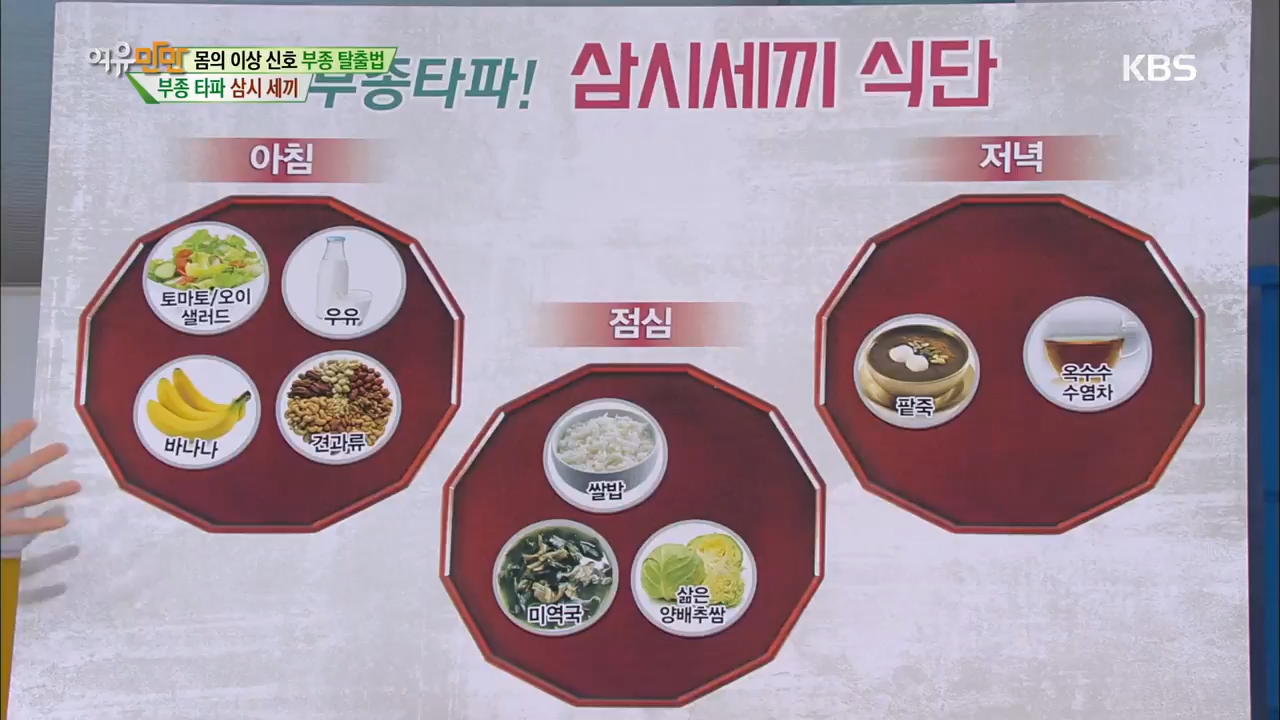 여유만만
몸의 이상 신호 부종 탈출법
부종 타파 삼시 세끼
KBS
부종타파! 삼시세끼 식단
아침
토마토/오이
샐러드
우유
바나나
견과류
점심
쌀밥
미역국
삶은
양배추쌈
저녁
팥죽
옥수수
수염차